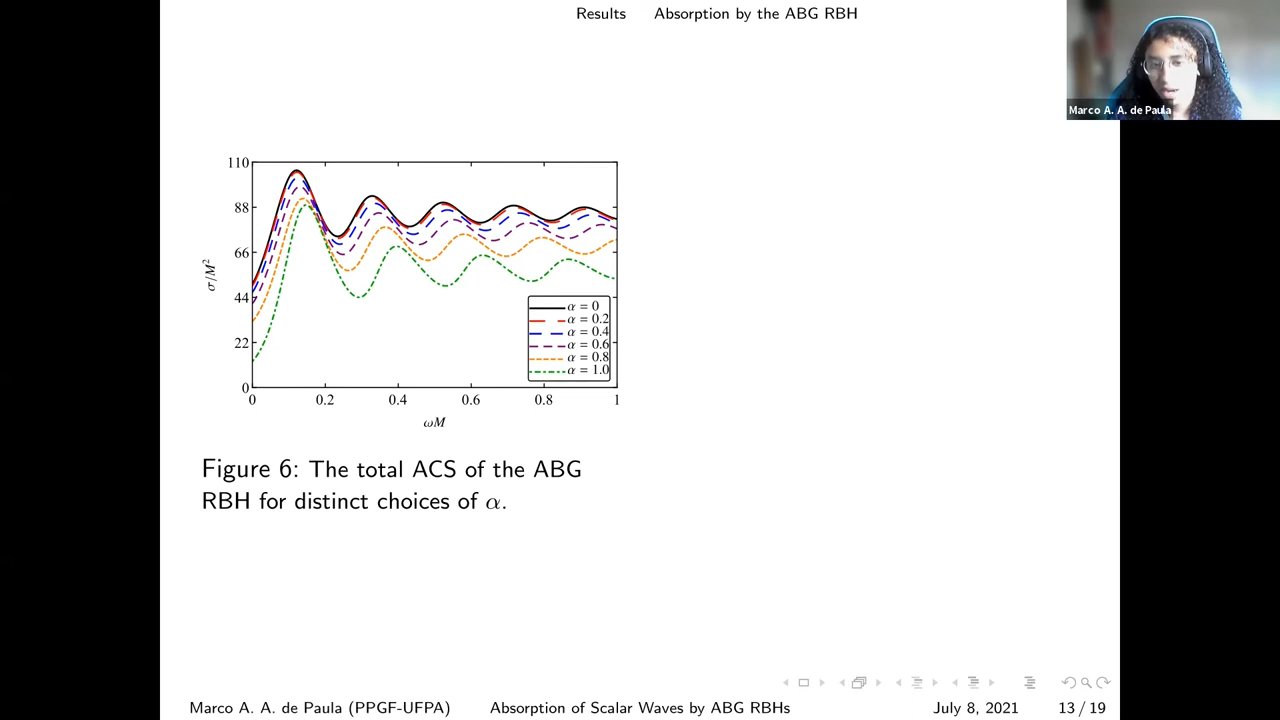 Results Absorption by the ABG RBH
Marco A. A. de Paula
110
88
66
44
22
0
σ/M²
α = 0
α = 0.2
α = 0.4
α = 0.6
α = 0.8
α = 1.0
0 0.2 0.4 0.6 0.8 1
ωM
Figure 6: The total ACS of the ABG
RBH for distinct choices of α.
Marco A. A. de Paula (PPGF-UFPA) Absorption of Scalar Waves by ABG RBHs July 8, 2021 13 / 19